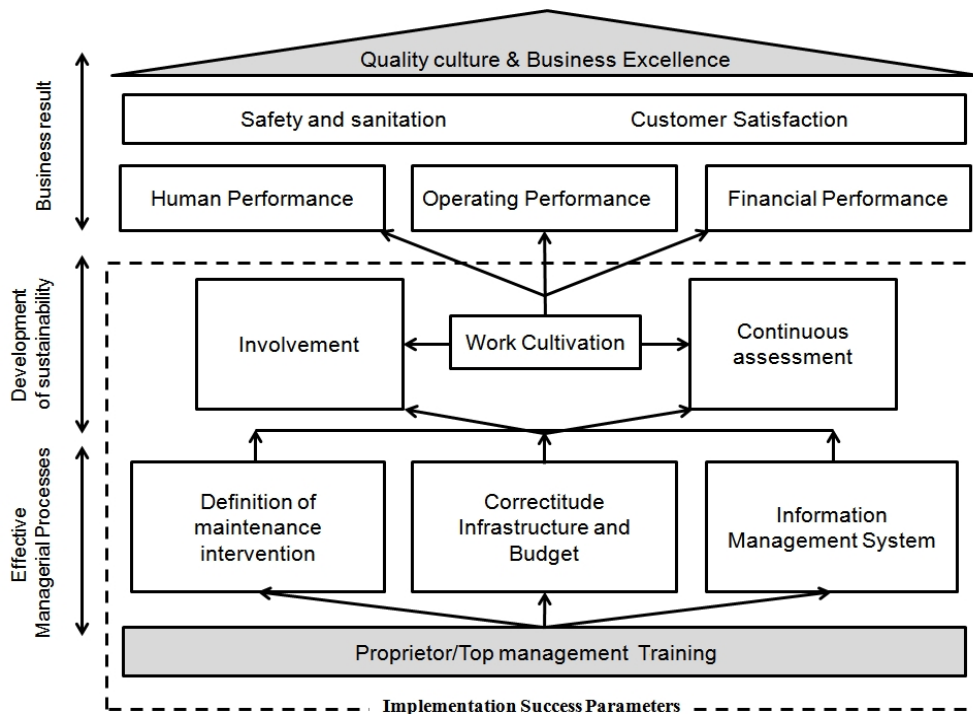 Quality culture & Business Excellence
Safety and sanitation
Customer Satisfaction
Human Performance
Operating Performance
Financial Performance
Business result
Involvement
Work Cultivation
Continuous
assessment
Development
of sustainability
Definition of
maintenance
intervention
Correctitude
Infrastructure and
Budget
Information
Management System
Effective
Managerial Processes
Proprietor/Top management Training
Implementation Success Parameters